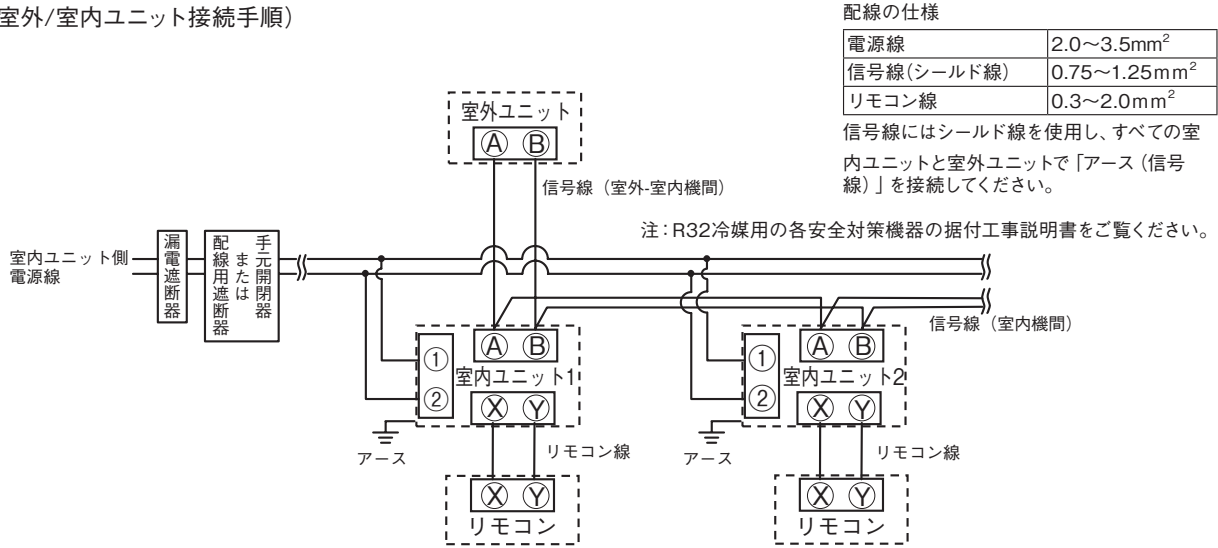 室外/室内ユニット接続手順）
配線の仕様
電源線 2.0～3.5mm²
信号線(シールド線) 0.75～1.25mm²
リモコン線 0.3～2.0mm²
信号線にはシールド線を使用し、すべての室
内ユニットと室外ユニットで「アース（信号
線）」を接続してください。
注：R32冷媒用の各安全対策機器の据付工事説明書をご覧ください。
室外ユニット
Ⓐ Ⓑ
信号線（室外-室内機間）
室内ユニット側
電源線
漏電遮断器
手元開閉器
または
配線用遮断器
信号線（室内機間）
① ②
Ⓐ Ⓑ
室内ユニット1
Ⓧ Ⓨ
アース
リモコン線
Ⓧ Ⓨ
リモコン
① ②
Ⓐ Ⓑ
室内ユニット2
Ⓧ Ⓨ
アース
リモコン線
Ⓧ Ⓨ
リモコン